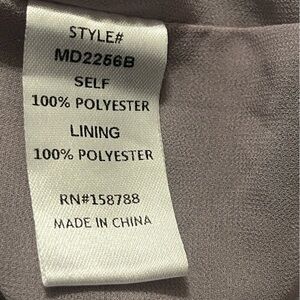 STYLE#
MD2256B
SELF
100% POLYESTER
LINING
100% POLYESTER
RN#158788
MADE IN CHINA